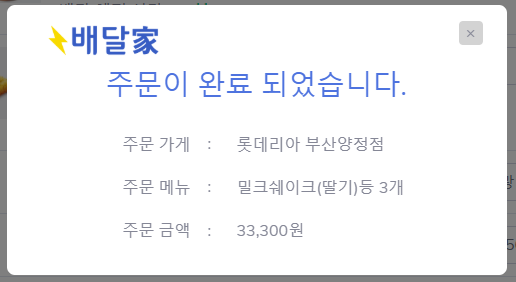 배달家
×
주문이 완료 되었습니다.
주문 가게 : 롯데리아 부산양정점
주문 메뉴 : 밀크쉐이크(딸기)등 3개
주문 금액 : 33,300원